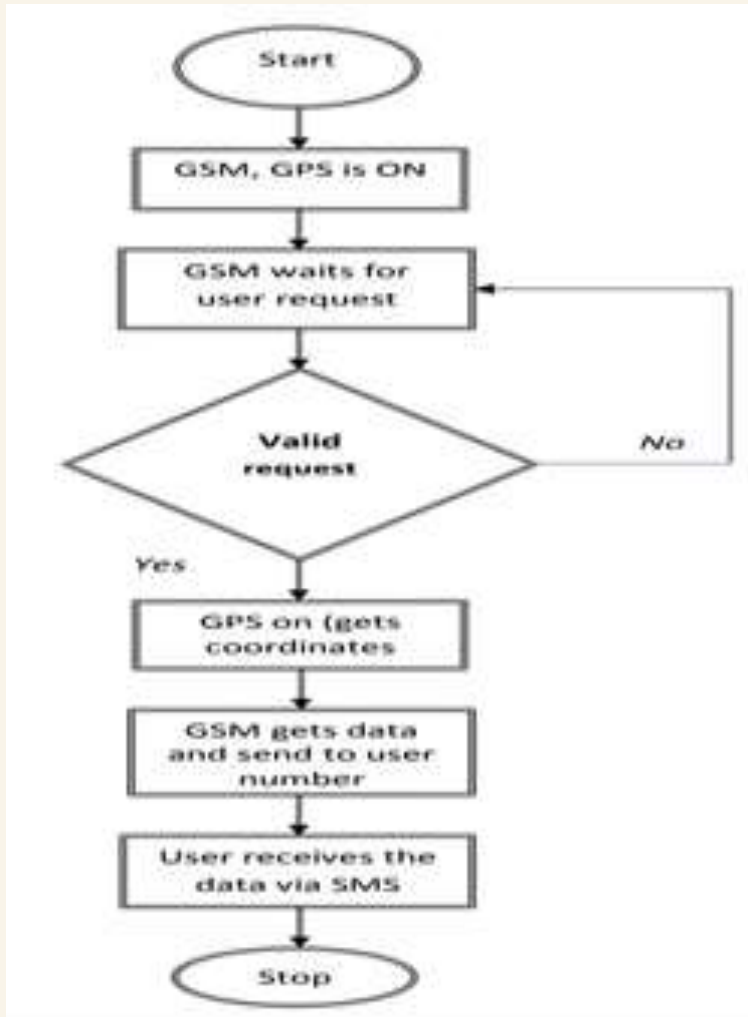 Start
GSM, GPS is ON
GSM waits for
user request
Valid
request
No
Yes
GPS on (gets
coordinates
GSM gets data
and send to user
number
User receives the
data via SMS
Stop